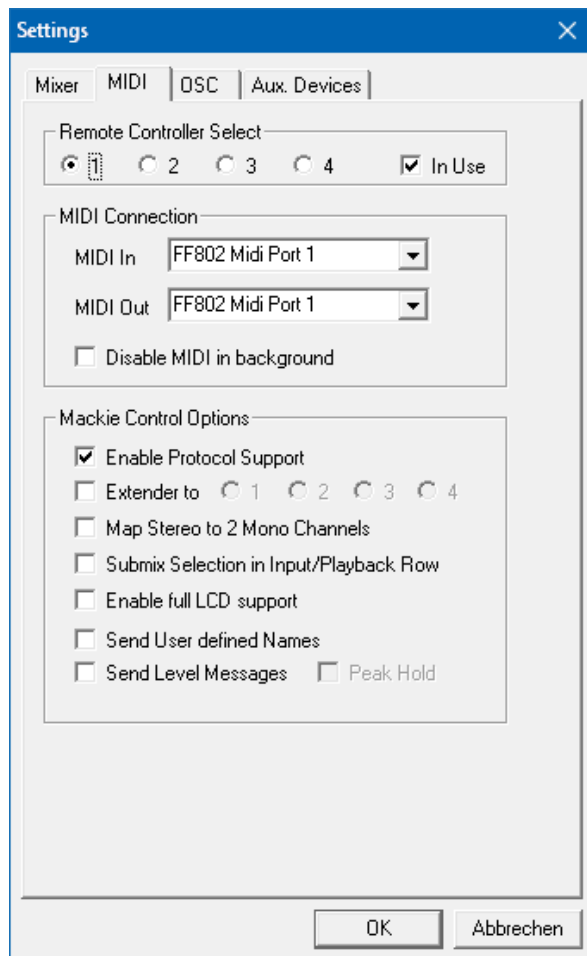 Settings
Mixer MIDI OSC Aux. Devices
Remote Controller Select
1 2 3 4 In Use
MIDI Connection
MIDI In FF802 Midi Port 1
MIDI Out FF802 Midi Port 1
Disable MIDI in background
Mackie Control Options
Enable Protocol Support
Extender to 1 2 3 4
Map Stereo to 2 Mono Channels
Submix Selection in Input/Playback Row
Enable full LCD support
Send User defined Names
Send Level Messages Peak Hold
OK Abbrechen